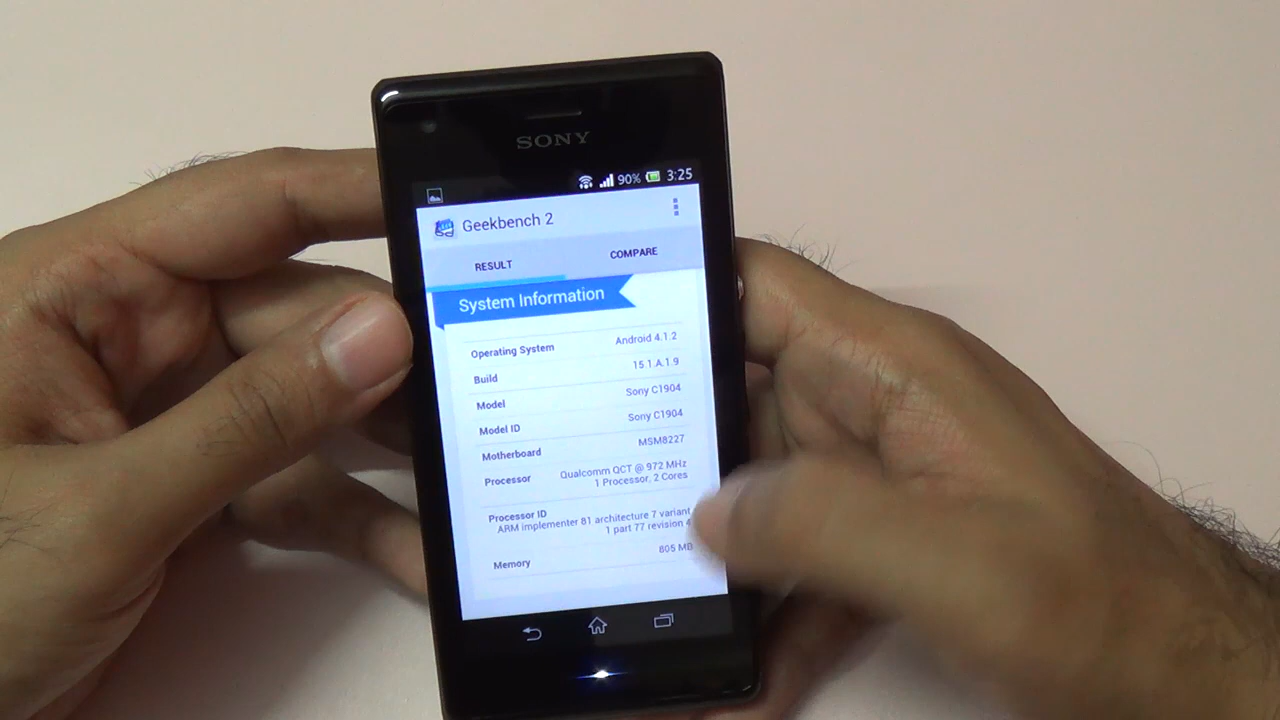 SONY
90% 3:25
Geekbench 2
RESULT COMPARE
System Information
Operating System Android 4.1.2
Build 15.1.A.1.9
Model Sony C1904
Model ID Sony C1904
Motherboard MSM8227
Processor Qualcomm QCT @ 972 MHz
1 Processor, 2 Cores
Processor ID
ARM implementer 81 architecture 7 variant
1 part 77 revision 4
Memory 805 MB